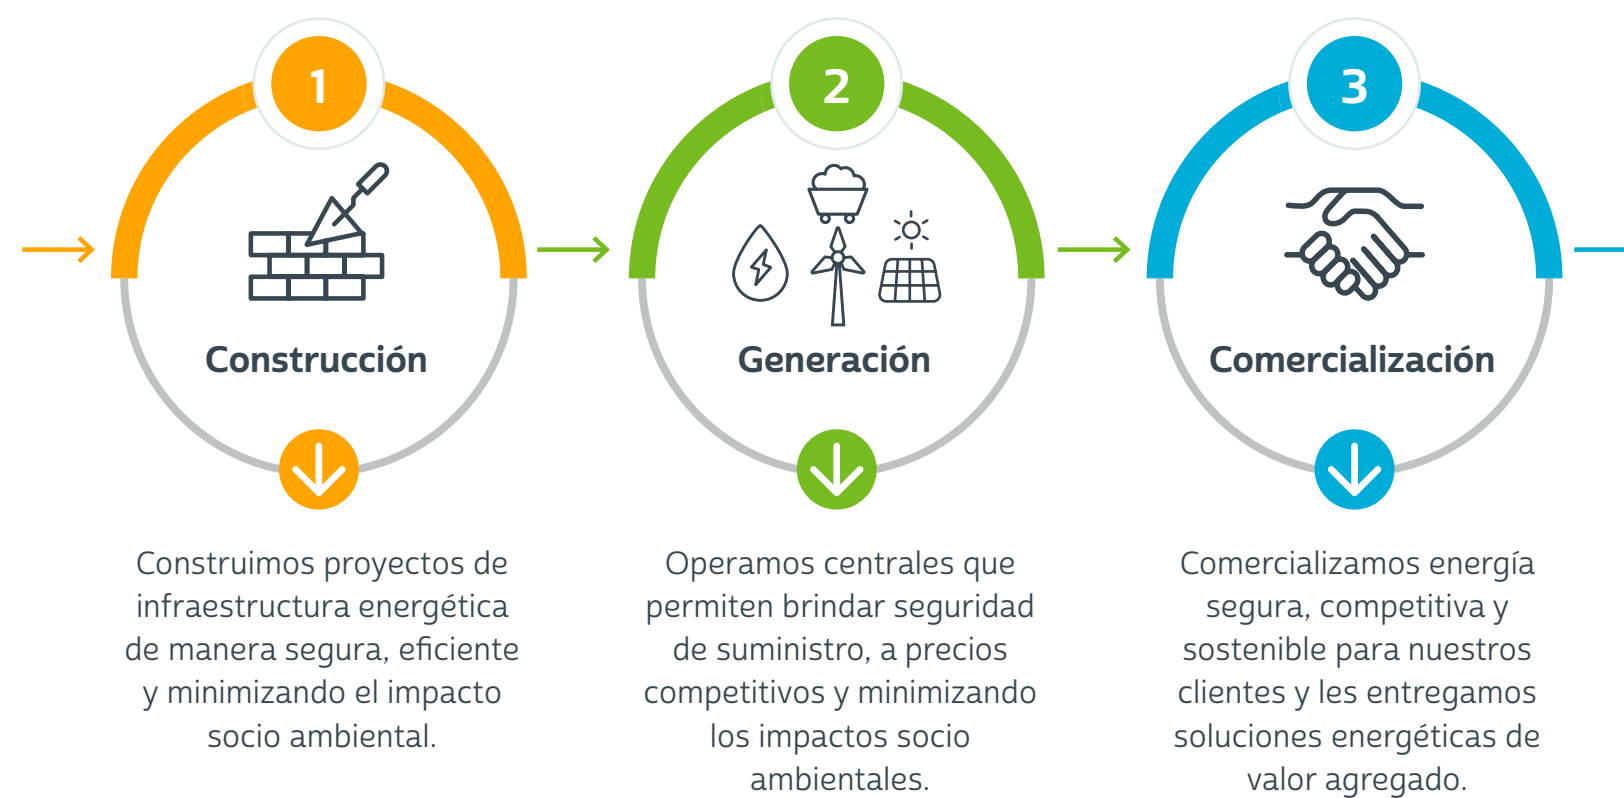 1
Construcción
Construimos proyectos de
infraestructura energética
de manera segura, eficiente
y minimizando el impacto
socio ambiental.
2
Generación
Operamos centrales que
permiten brindar seguridad
de suministro, a precios
competitivos y minimizando
los impactos socio
ambientales.
3
Comercialización
Comercializamos energía
segura, competitiva y
sostenible para nuestros
clientes y les entregamos
soluciones energéticas de
valor agregado.